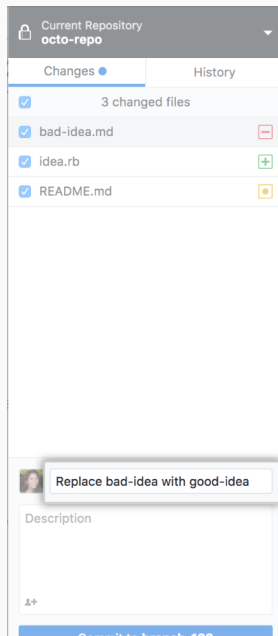 Current Repository
octo-repo
Changes
History
3 changed files
bad-idea.md
idea.rb
README.md
Replace bad-idea with good-idea
Description